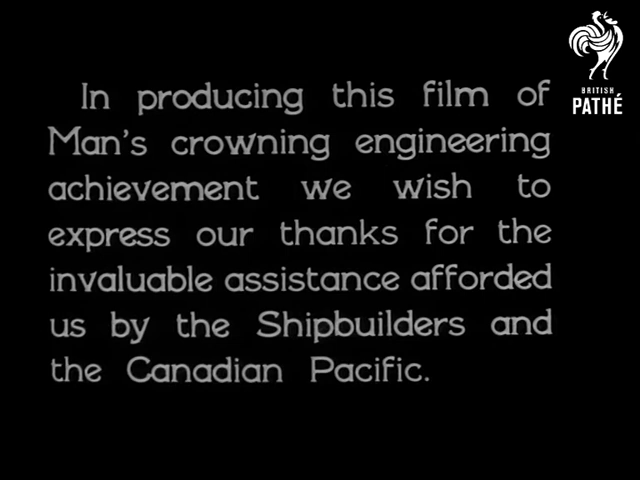 In producing this film of
Man's crowning engineering
achievement we wish to
express our thanks for the
invaluable assistance afforded
us by the Shipbuilders and
the Canadian Pacific.
BRITISH
PATHÉ